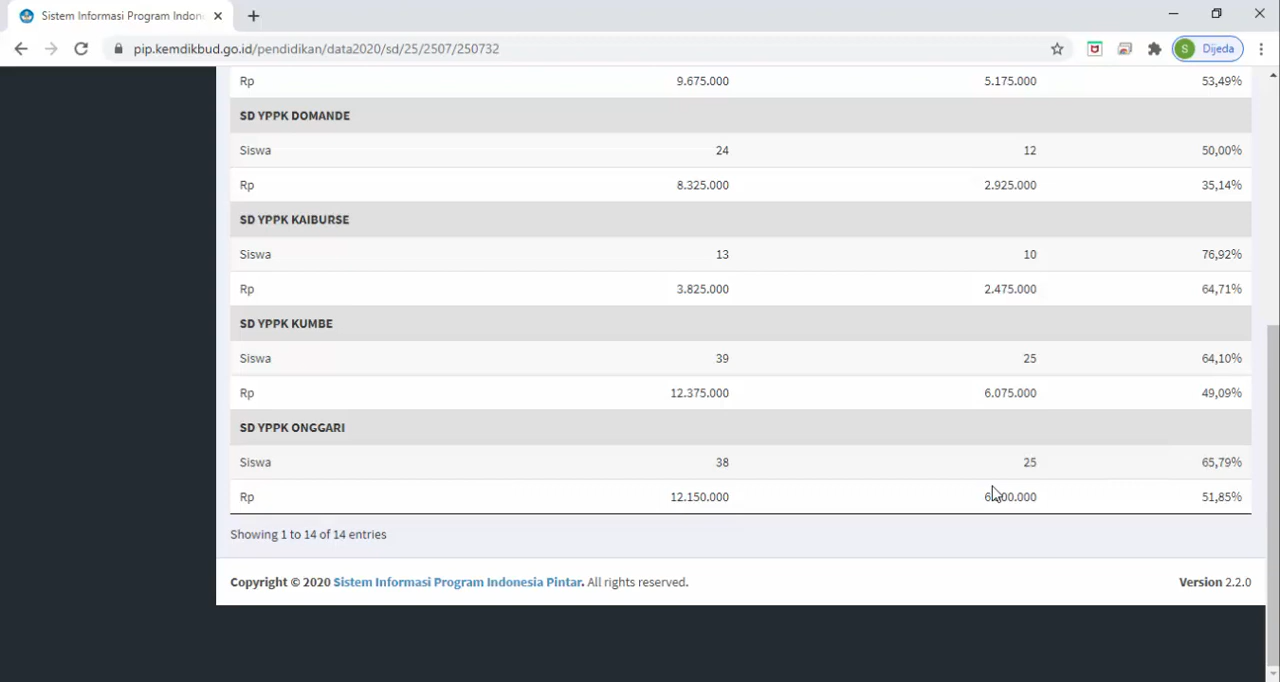 Sistem Informasi Program Indon
pip.kemdikbud.go.id/pendidikan/data2020/sd/25/2507/250732
S Dijeda
Rp 9.675.000 5.175.000 53,49%
SD YPPK DOMANDE
Siswa 24 12 50,00%
Rp 8.325.000 2.925.000 35,14%
SD YPPK KAIBURSE
Siswa 13 10 76,92%
Rp 3.825.000 2.475.000 64,71%
SD YPPK KUMBE
Siswa 39 25 64,10%
Rp 12.375.000 6.075.000 49,09%
SD YPPK ONGGARI
Siswa 38 25 65,79%
Rp 12.150.000 51,85%
Showing 1 to 14 of 14 entries
Copyright © 2020 Sistem Informasi Program Indonesia Pintar. All rights reserved. Version 2.2.0